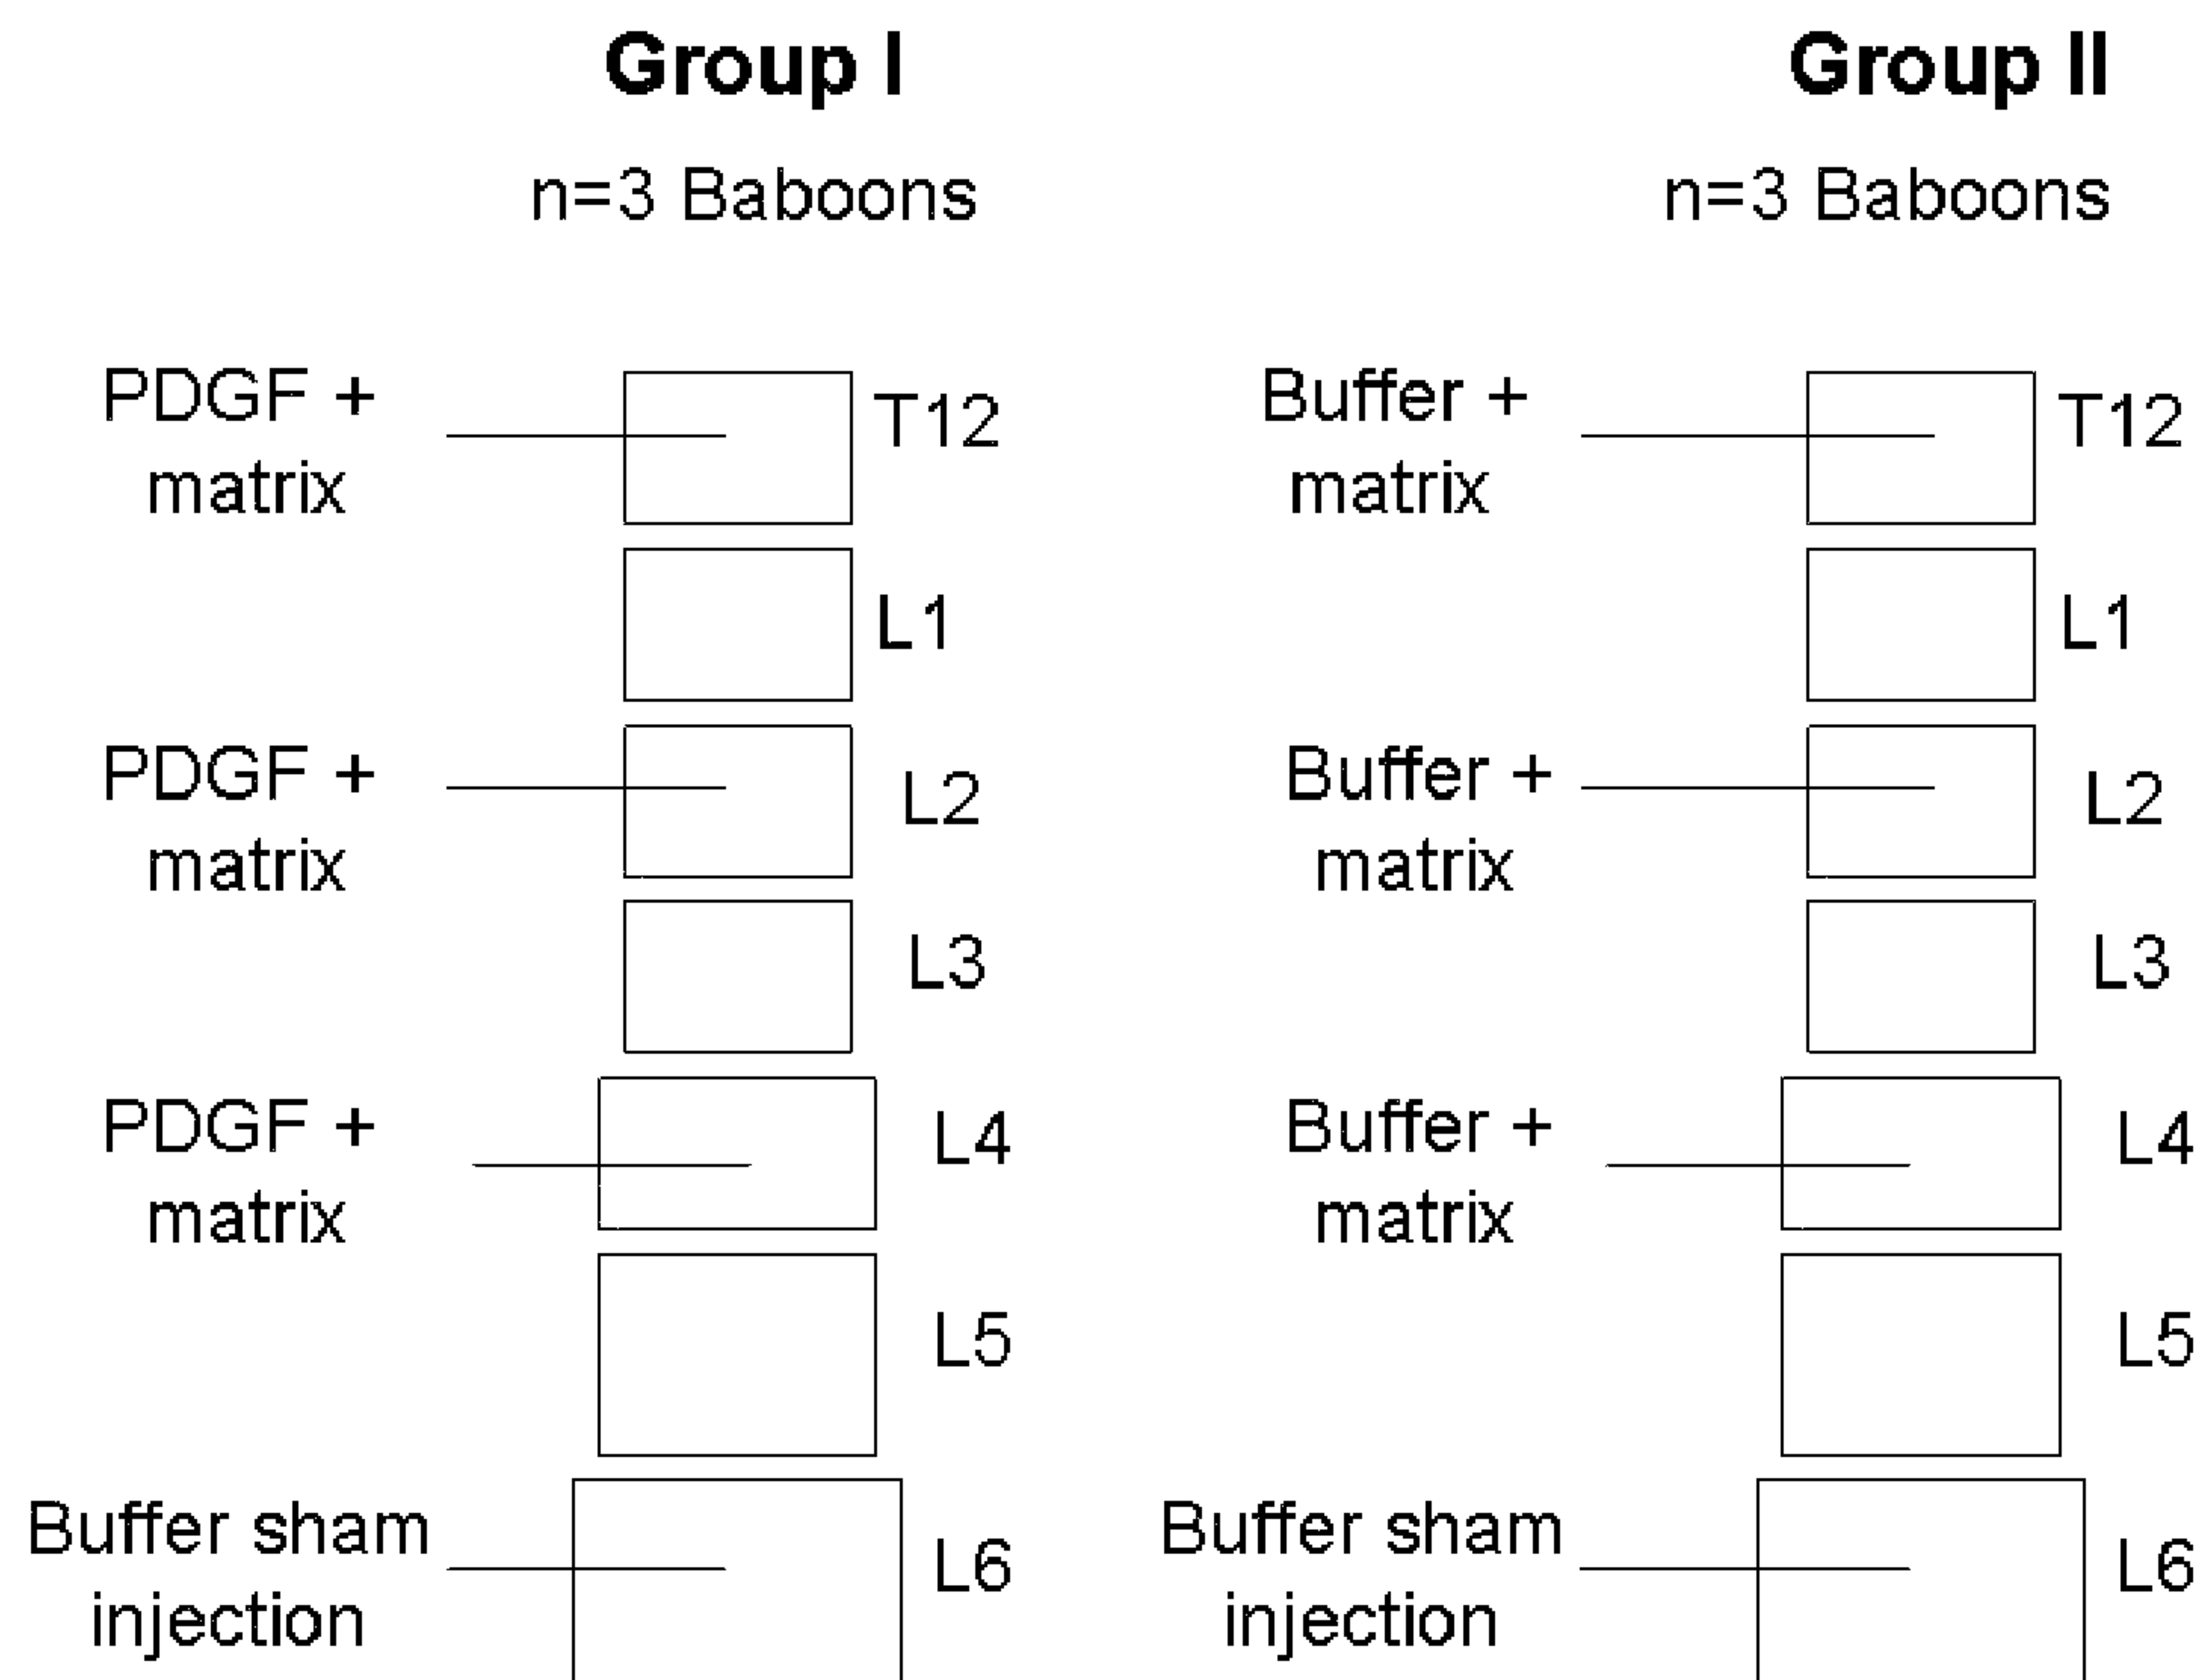 Group I
n=3 Baboons
PDGF +
matrix
T12
L1
PDGF +
matrix
L2
L3
PDGF +
matrix
L4
L5
Buffer sham
injection
L6
Group II
n=3 Baboons
Buffer +
matrix
T12
L1
Buffer +
matrix
L2
L3
Buffer +
matrix
L4
L5
Buffer sham
injection
L6